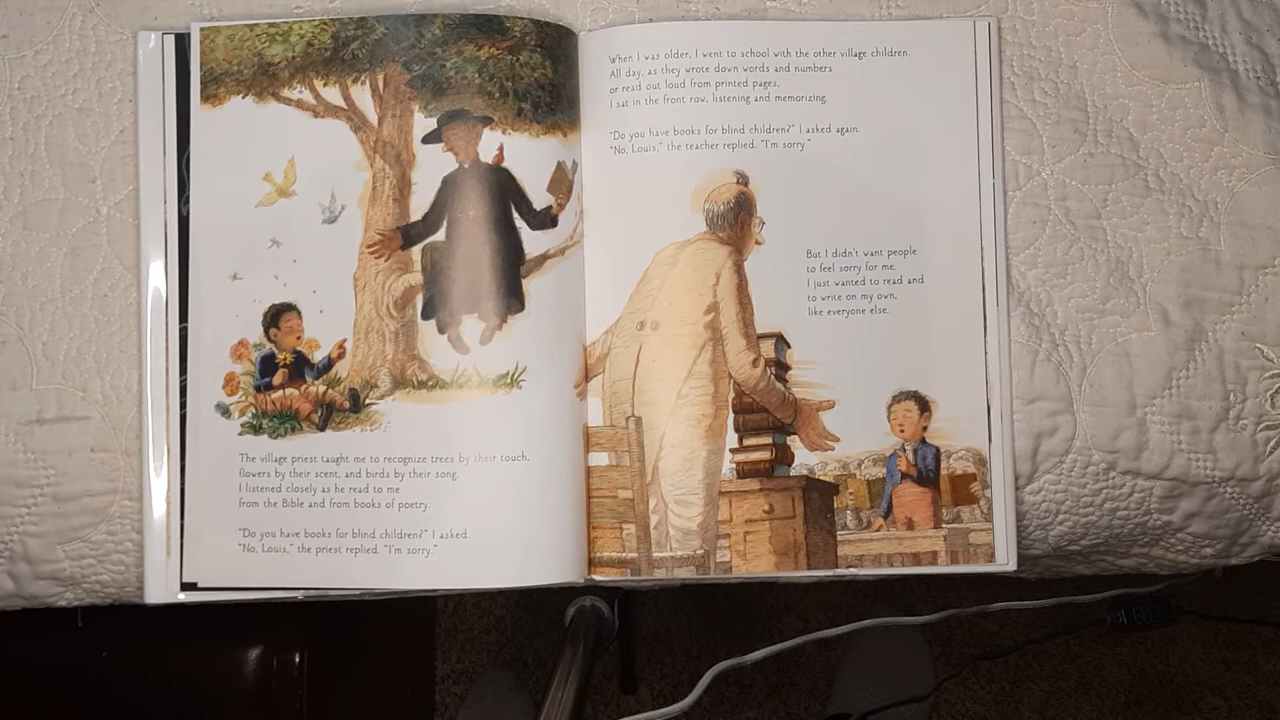 The village priest taught me to recognize trees by their touch,
flowers by their scent, and birds by their song.
I listened closely as he read to me
from the Bible and from books of poetry.
"Do you have books for blind children?" I asked.
"No, Louis," the priest replied. "I'm sorry."
When I was older, I went to school with the other village children.
All day, as they wrote down words and numbers
or read out loud from printed pages,
I sat in the front row, listening and memorizing.
"Do you have books for blind children?" I asked again.
"No, Louis," the teacher replied. "I'm sorry."
But I didn't want people
to feel sorry for me.
I just wanted to read and
to write on my own,
like everyone else.